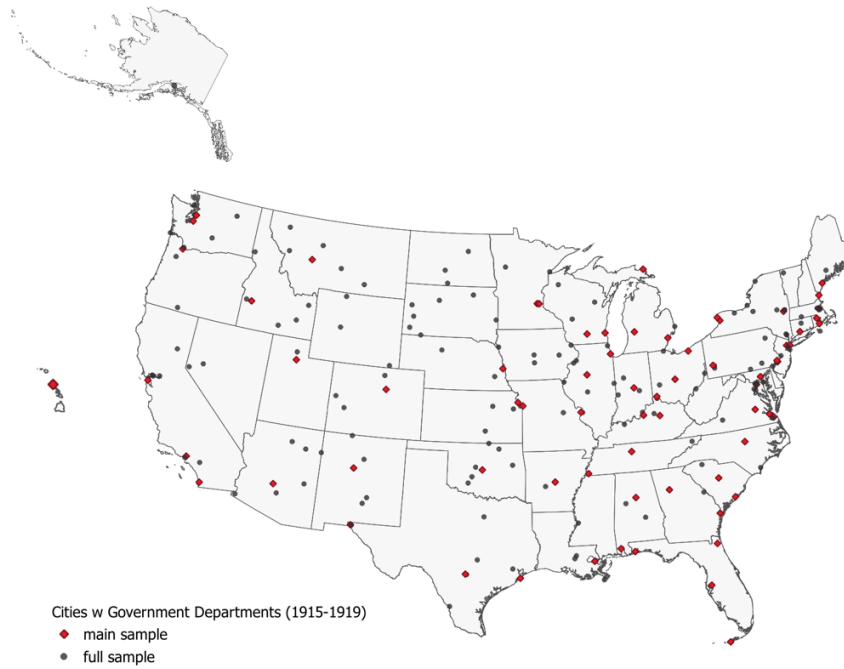 Cities w Government Departments (1915-1919)
main sample
full sample